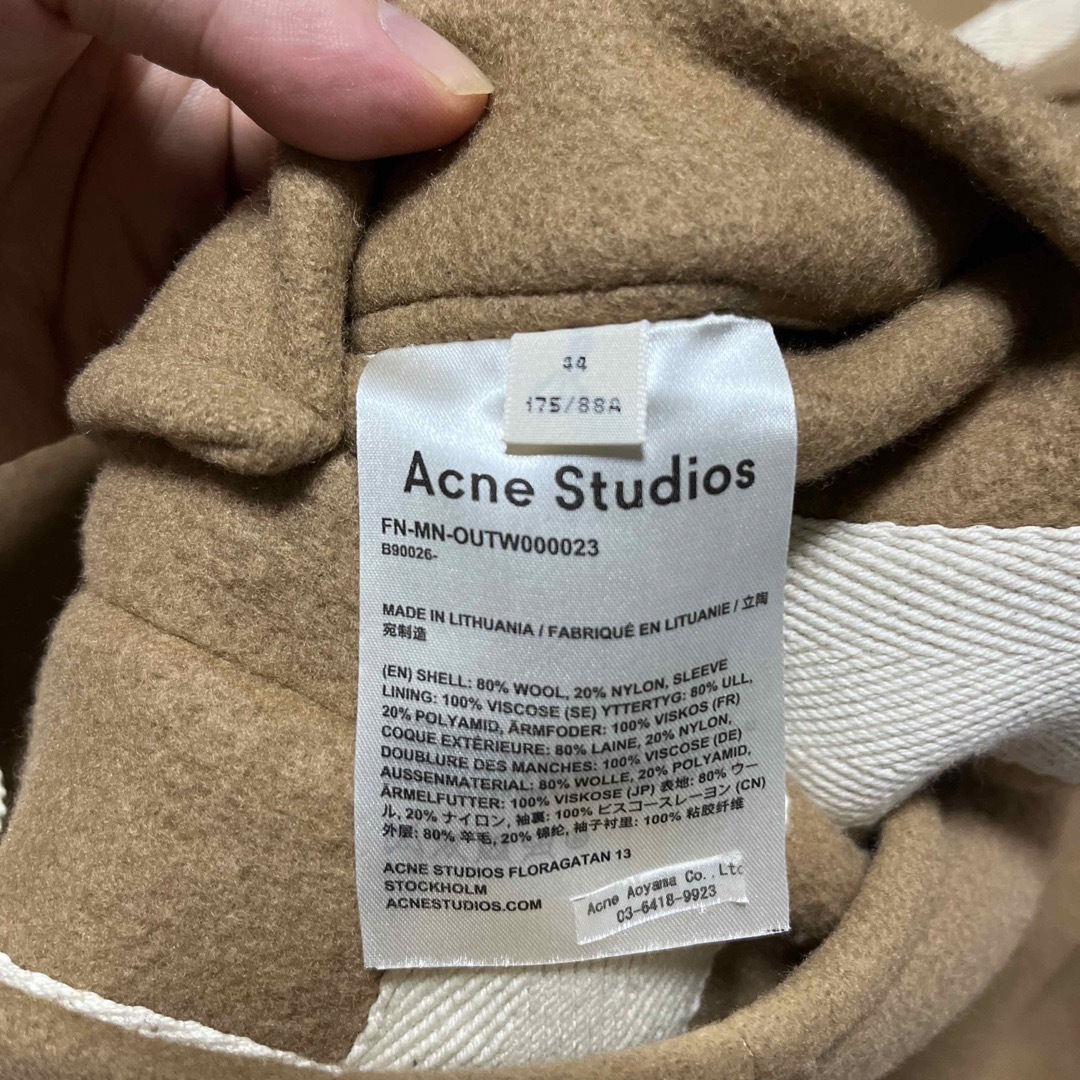 44
175/88A
Acne Studios
FN-MN-OUTW000023
B90026-
MADE IN LITHUANIA / FABRIQUÉ EN LITUANIE / 立陶
宛制造
(EN) SHELL: 80% WOOL, 20% NYLON, SLEEVE
LINING: 100% VISCOSE (SE) YTTERTYG: 80% ULL,
20% POLYAMID, ÄRMFODER: 100% VISKOS (FR)
COQUE EXTÉRIEURE: 80% LAINE, 20% NYLON,
DOUBLURE DES MANCHES: 100% VISCOSE (DE)
AUSSENMATERIAL: 80% WOLLE, 20% POLYAMID,
ÄRMELFUTTER: 100% VISKOSE (JP) 表地: 80% ウー
ル, 20% ナイロン, 袖裏: 100% ビスコースレーヨン (CN)
外层: 80% 羊毛, 20% 锦纶, 袖子衬里: 100% 粘胶纤维
ACNE STUDIOS FLORAGATAN 13
STOCKHOLM
ACNESTUDIOS.COM
Acne Aoyama Co.,Ltd
03-6418-9923